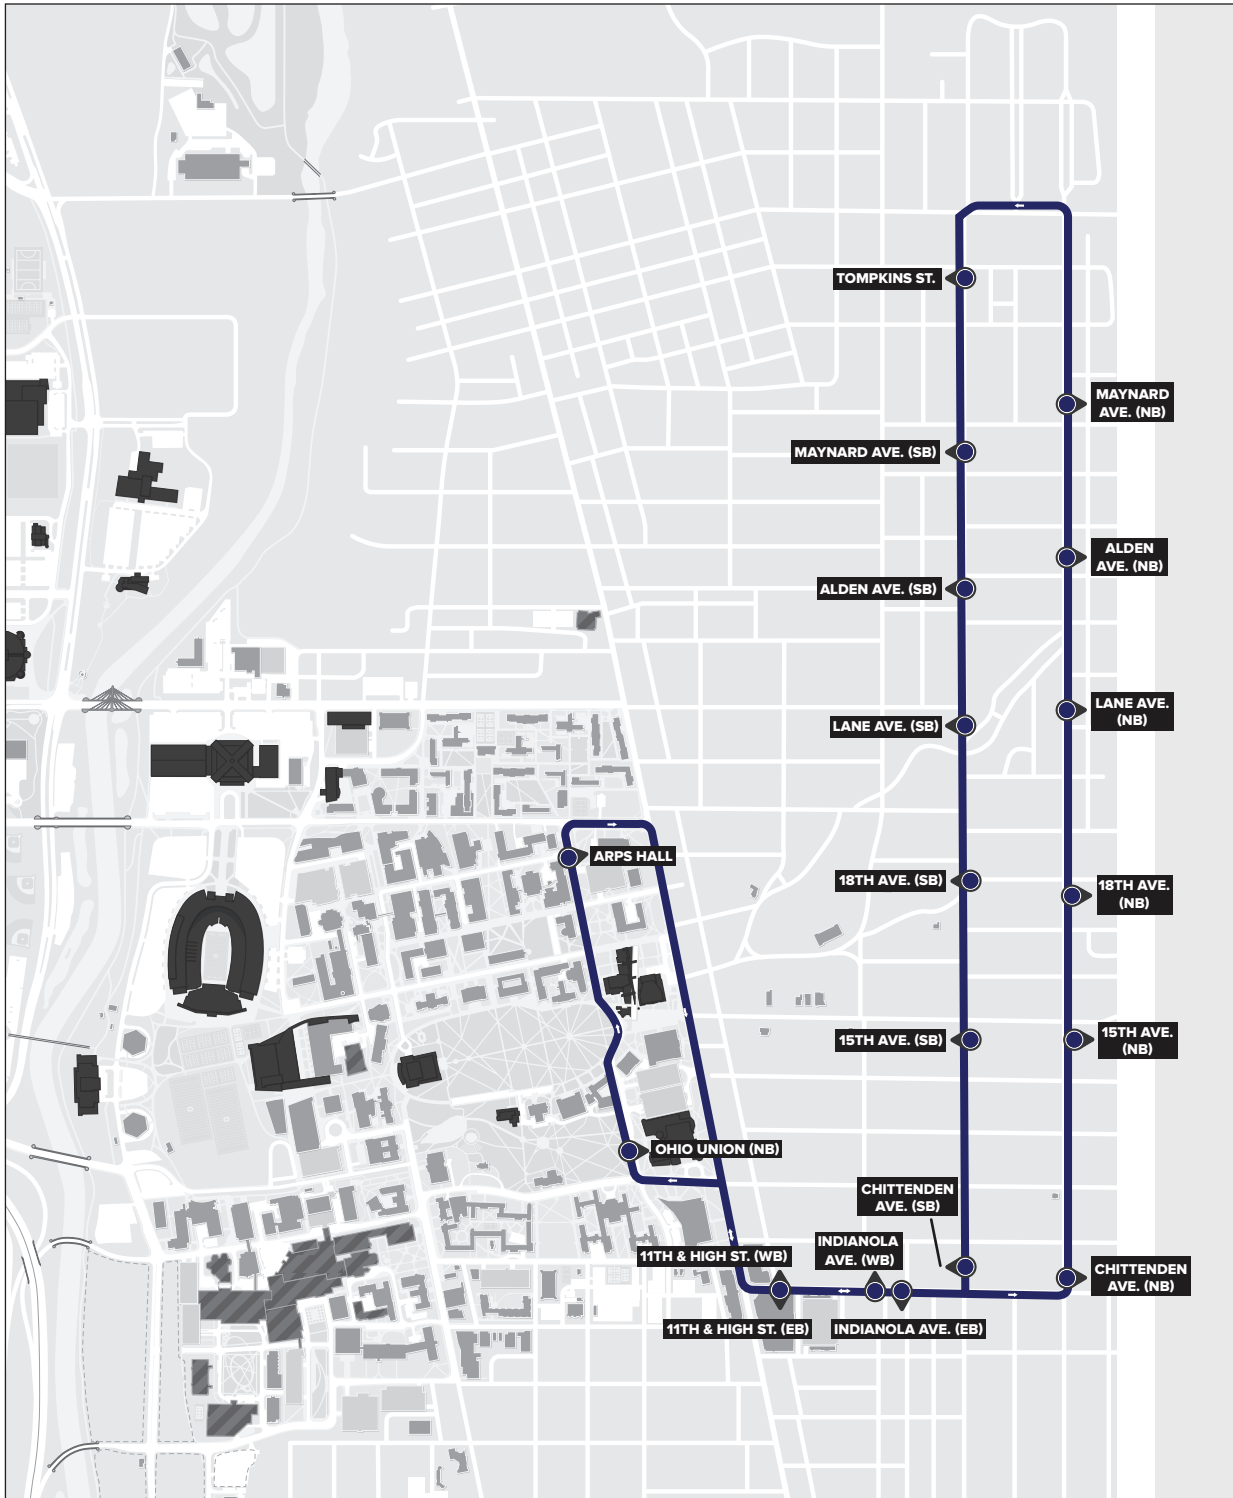 TOMPKINS ST.
MAYNARD
AVE. (NB)
MAYNARD AVE. (SB)
ALDEN
AVE. (NB)
ALDEN AVE. (SB)
LANE AVE.
(NB)
LANE AVE. (SB)
ARPS HALL
18TH AVE. (SB)
18TH AVE.
(NB)
15TH AVE. (SB)
15TH AVE.
(NB)
OHIO UNION (NB)
CHITTENDEN
AVE. (SB)
11TH & HIGH ST. (WB)
INDIANOLA
AVE. (WB)
CHITTENDEN
AVE. (NB)
11TH & HIGH ST. (EB)
INDIANOLA AVE. (EB)